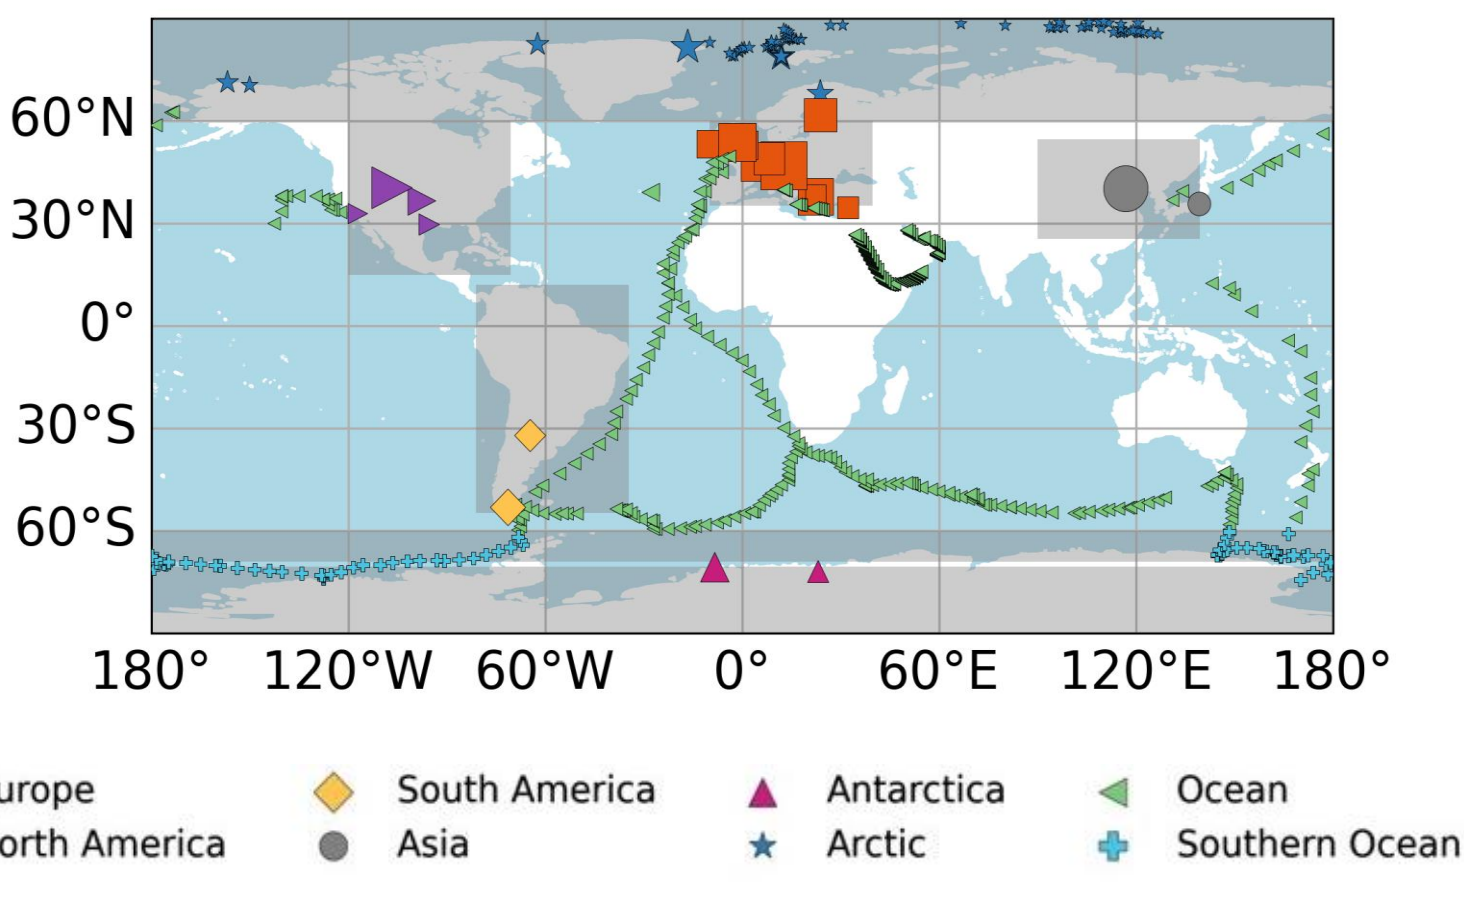 60°N
30°N
0°
30°S
60°S
180° 120°W 60°W 0° 60°E 120°E 180°
urope South America Antarctica Ocean
orth America Asia Arctic Southern Ocean